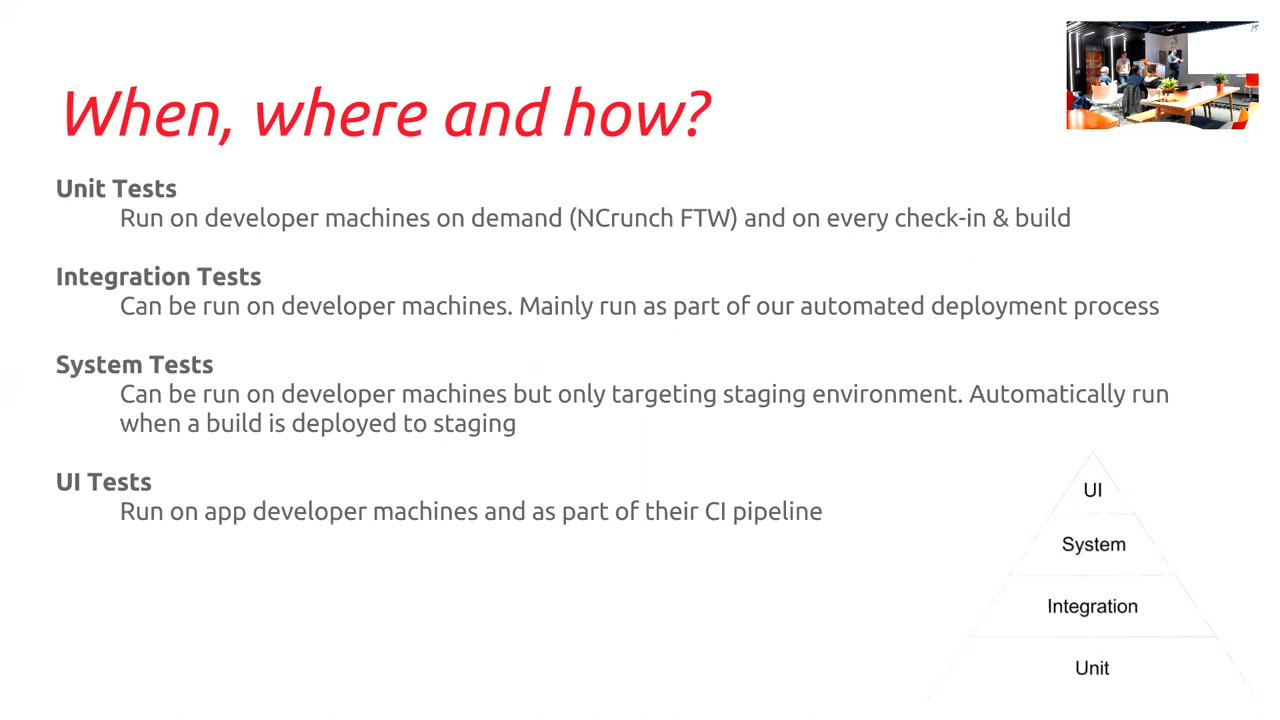 When, where and how?
Unit Tests
Run on developer machines on demand (NCrunch FTW) and on every check-in & build
Integration Tests
Can be run on developer machines. Mainly run as part of our automated deployment process
System Tests
Can be run on developer machines but only targeting staging environment. Automatically run
when a build is deployed to staging
UI Tests
Run on app developer machines and as part of their CI pipeline
UI
System
Integration
Unit